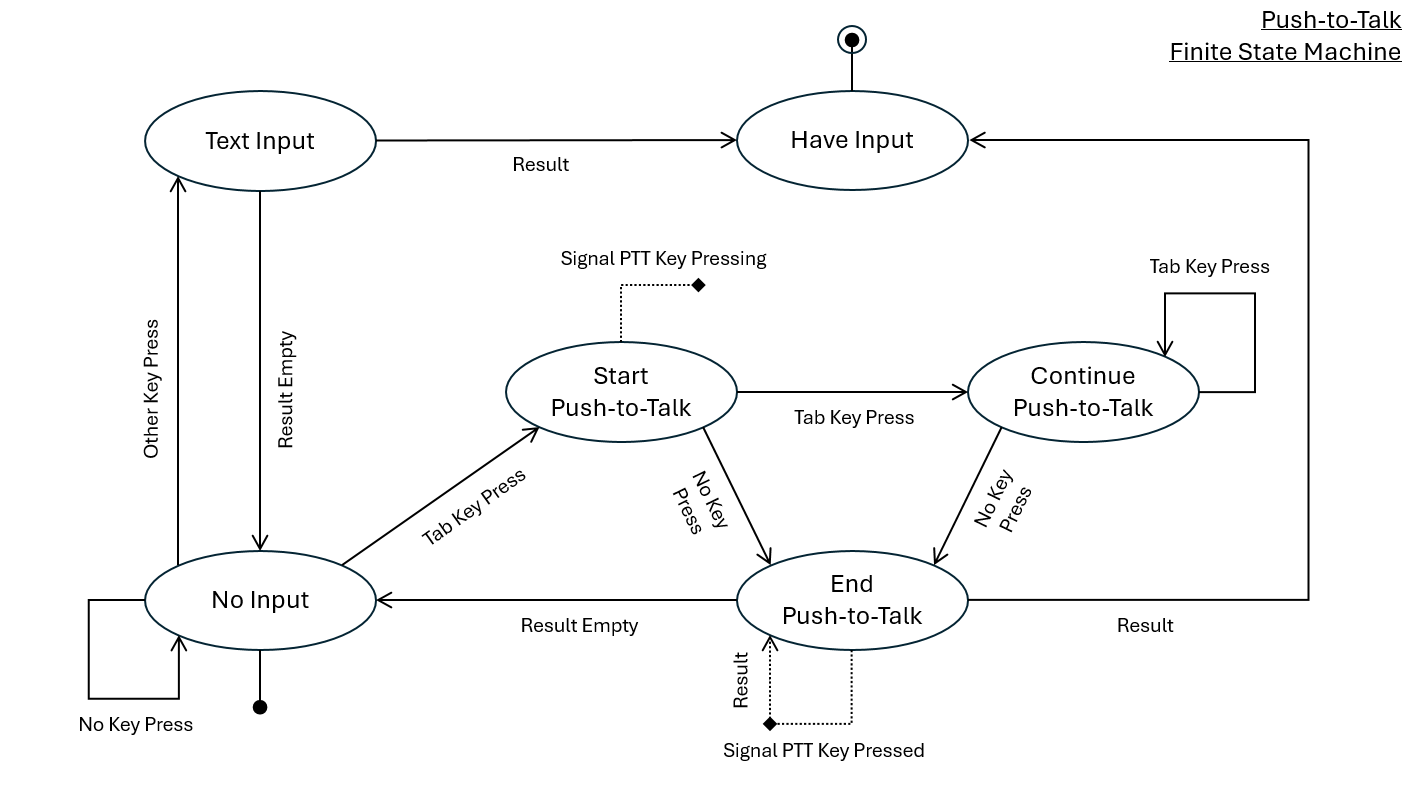 Push-to-Talk
Finite State Machine
Text Input
Have Input
Result
Signal PTT Key Pressing
Tab Key Press
Other Key Press
Result Empty
Start
Push-to-Talk
Continue
Push-to-Talk
Tab Key Press
Tab Key Press
No Key
Press
No Key
Press
No Input
End
Push-to-Talk
Result Empty
Result
Result
No Key Press
Signal PTT Key Pressed